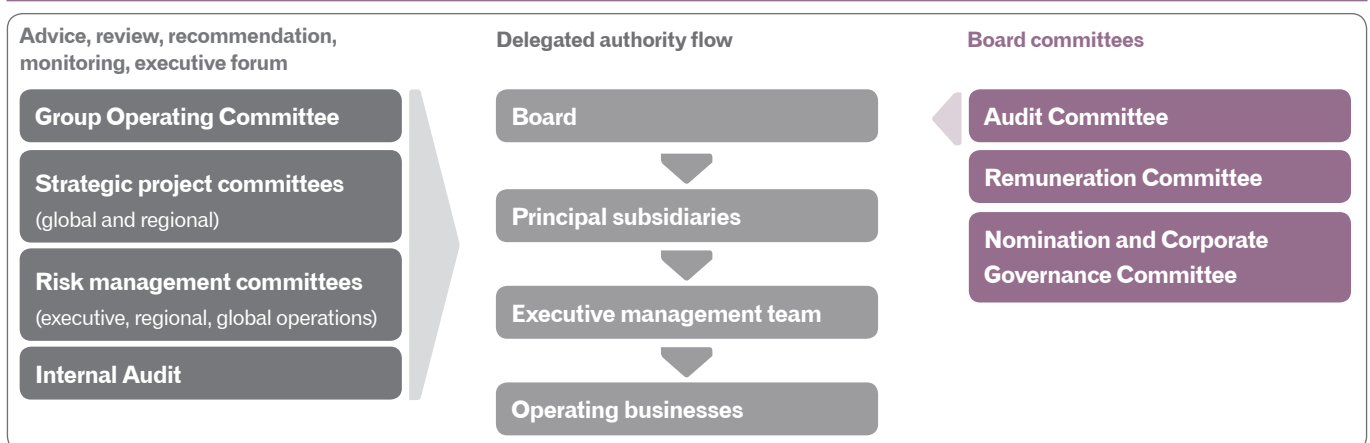 Advice, review, recommendation,
monitoring, executive forum
Group Operating Committee
Strategic project committees
(global and regional)
Risk management committees
(executive, regional, global operations)
Internal Audit
Delegated authority flow
Board
Principal subsidiaries
Executive management team
Operating businesses
Board committees
Audit Committee
Remuneration Committee
Nomination and Corporate
Governance Committee